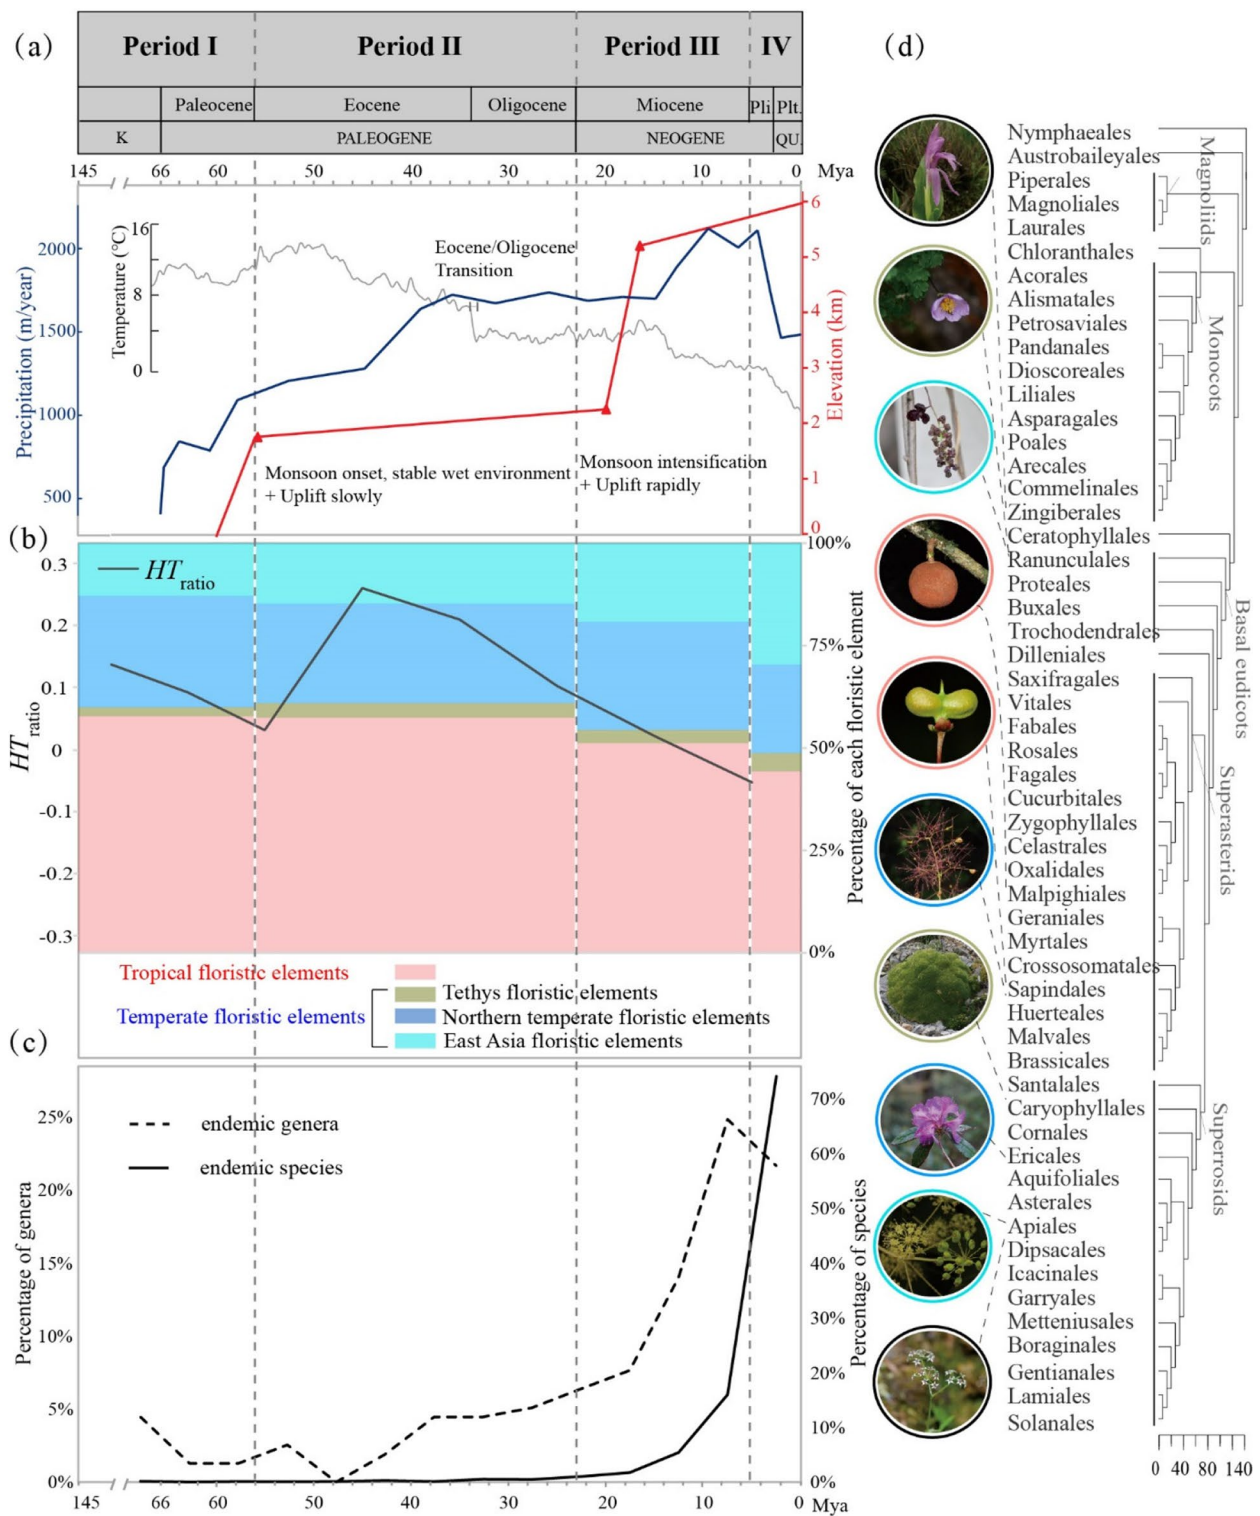 (a)
Period I
Period II
Period III
IV
Paleocene
Eocene
Oligocene
Miocene
Pli
Plt.
K
PALEOGENE
NEOGENE
QU.
145
66
60
50
40
30
20
10
0
Mya
Precipitation (m/year)
2000
1500
1000
500
Temperature (°C)
16
8
0
Eocene/Oligocene
Transition
Monsoon onset, stable wet environment
+ Uplift slowly
Monsoon intensification
+ Uplift rapidly
Elevation (km)
6
5
4
3
2
1
0
(b)
HT ratio
0.3
0.2
0.1
0
-0.1
-0.2
-0.3
HT ratio
100%
75%
50%
25%
0%
Percentage of each floristic element
Tropical floristic elements
Temperate floristic elements
Tethys floristic elements
Northern temperate floristic elements
East Asia floristic elements
(c)
endemic genera
endemic species
Percentage of genera
25%
20%
15%
10%
5%
0%
70%
60%
50%
40%
30%
20%
10%
0%
Percentage of species
145
66
60
50
40
30
20
10
0
Mya
(d)
Nymphaeales
Austrobaileyales
Piperales
Magnoliales
Laurales
Chloranthales
Acorales
Alismatales
Petrosaviales
Pandanales
Dioscoreales
Liliales
Asparagales
Poales
Arecales
Commelinales
Zingiberales
Ceratophyllales
Ranunculales
Proteales
Buxales
Trochodendrales
Dilleniales
Saxifragales
Vitales
Fabales
Rosales
Fagales
Cucurbitales
Zygophyllales
Celastrales
Oxalidales
Malpighiales
Geraniales
Myrtales
Crossosomatales
Sapindales
Huerteales
Malvales
Brassicales
Santalales
Caryophyllales
Cornales
Ericales
Aquifoliales
Asterales
Apiales
Dipsacales
Icacinales
Garryales
Metteniusales
Boraginales
Gentianales
Lamiales
Solanales
Magnoliids
Monocots
Basal eudicots
Superasterids
Superrosids
0
40
80
140